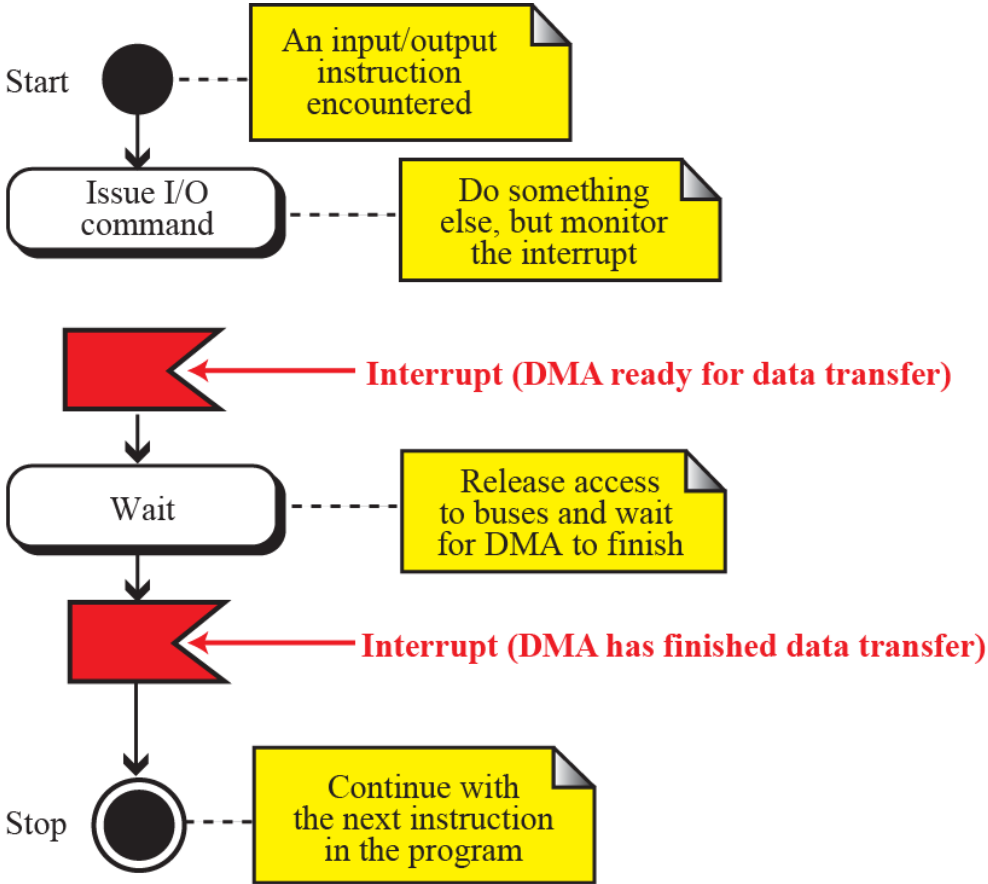 Start
An input/output
instruction
encountered
Issue I/O
command
Do something
else, but monitor
the interrupt
Interrupt (DMA ready for data transfer)
Wait
Release access
to buses and wait
for DMA to finish
Interrupt (DMA has finished data transfer)
Stop
Continue with
the next instruction
in the program